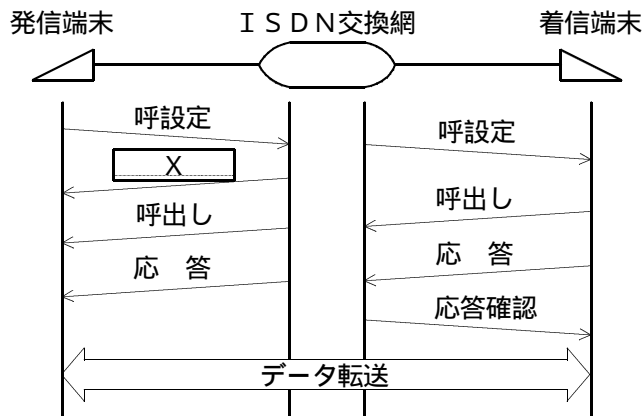 発信端末
ＩＳＤＮ交換網
着信端末
呼設定
呼設定
Ｘ
呼出し
呼出し
応　答
応　答
応答確認
データ転送